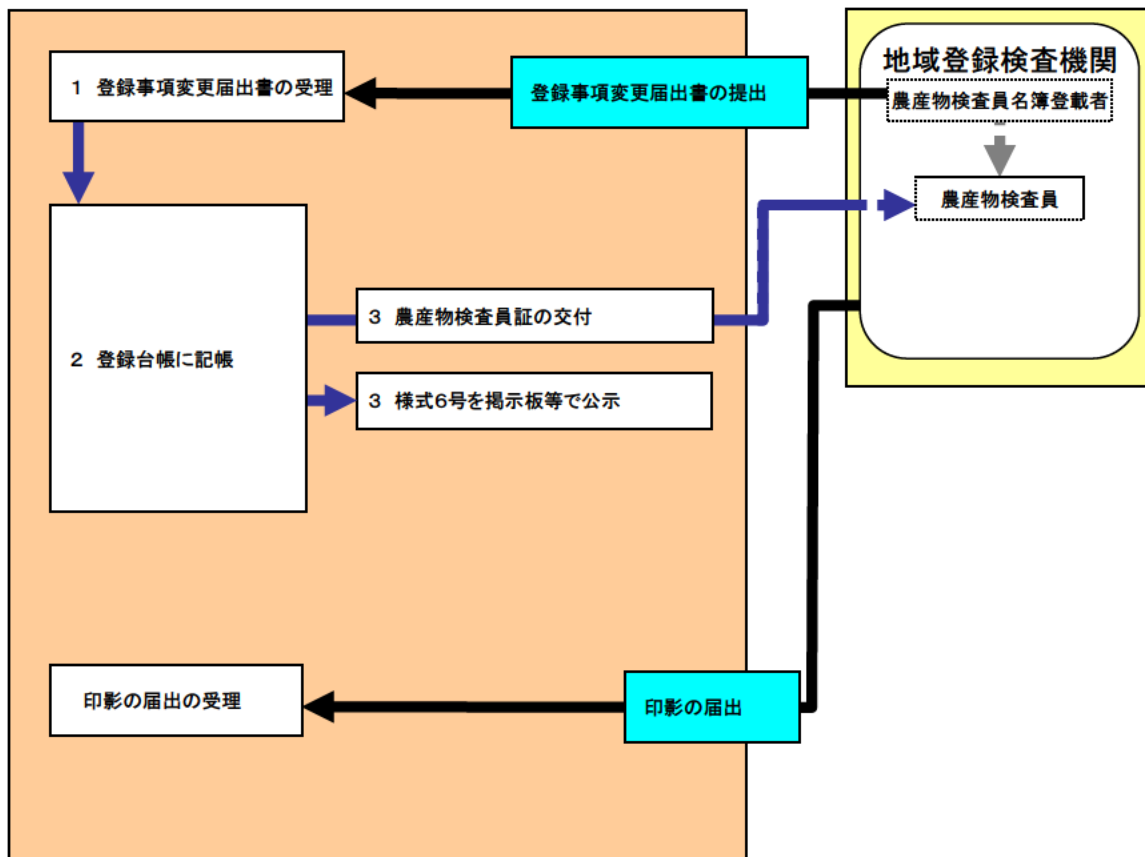 地域登録検査機関
１ 登録事項変更届出書の受理
登録事項変更届出書の提出
農産物検査員名簿登載者
農産物検査員
３ 農産物検査員証の交付
２ 登録台帳に記帳
３ 様式６号を掲示板等で公示
印影の届出の受理
印影の届出